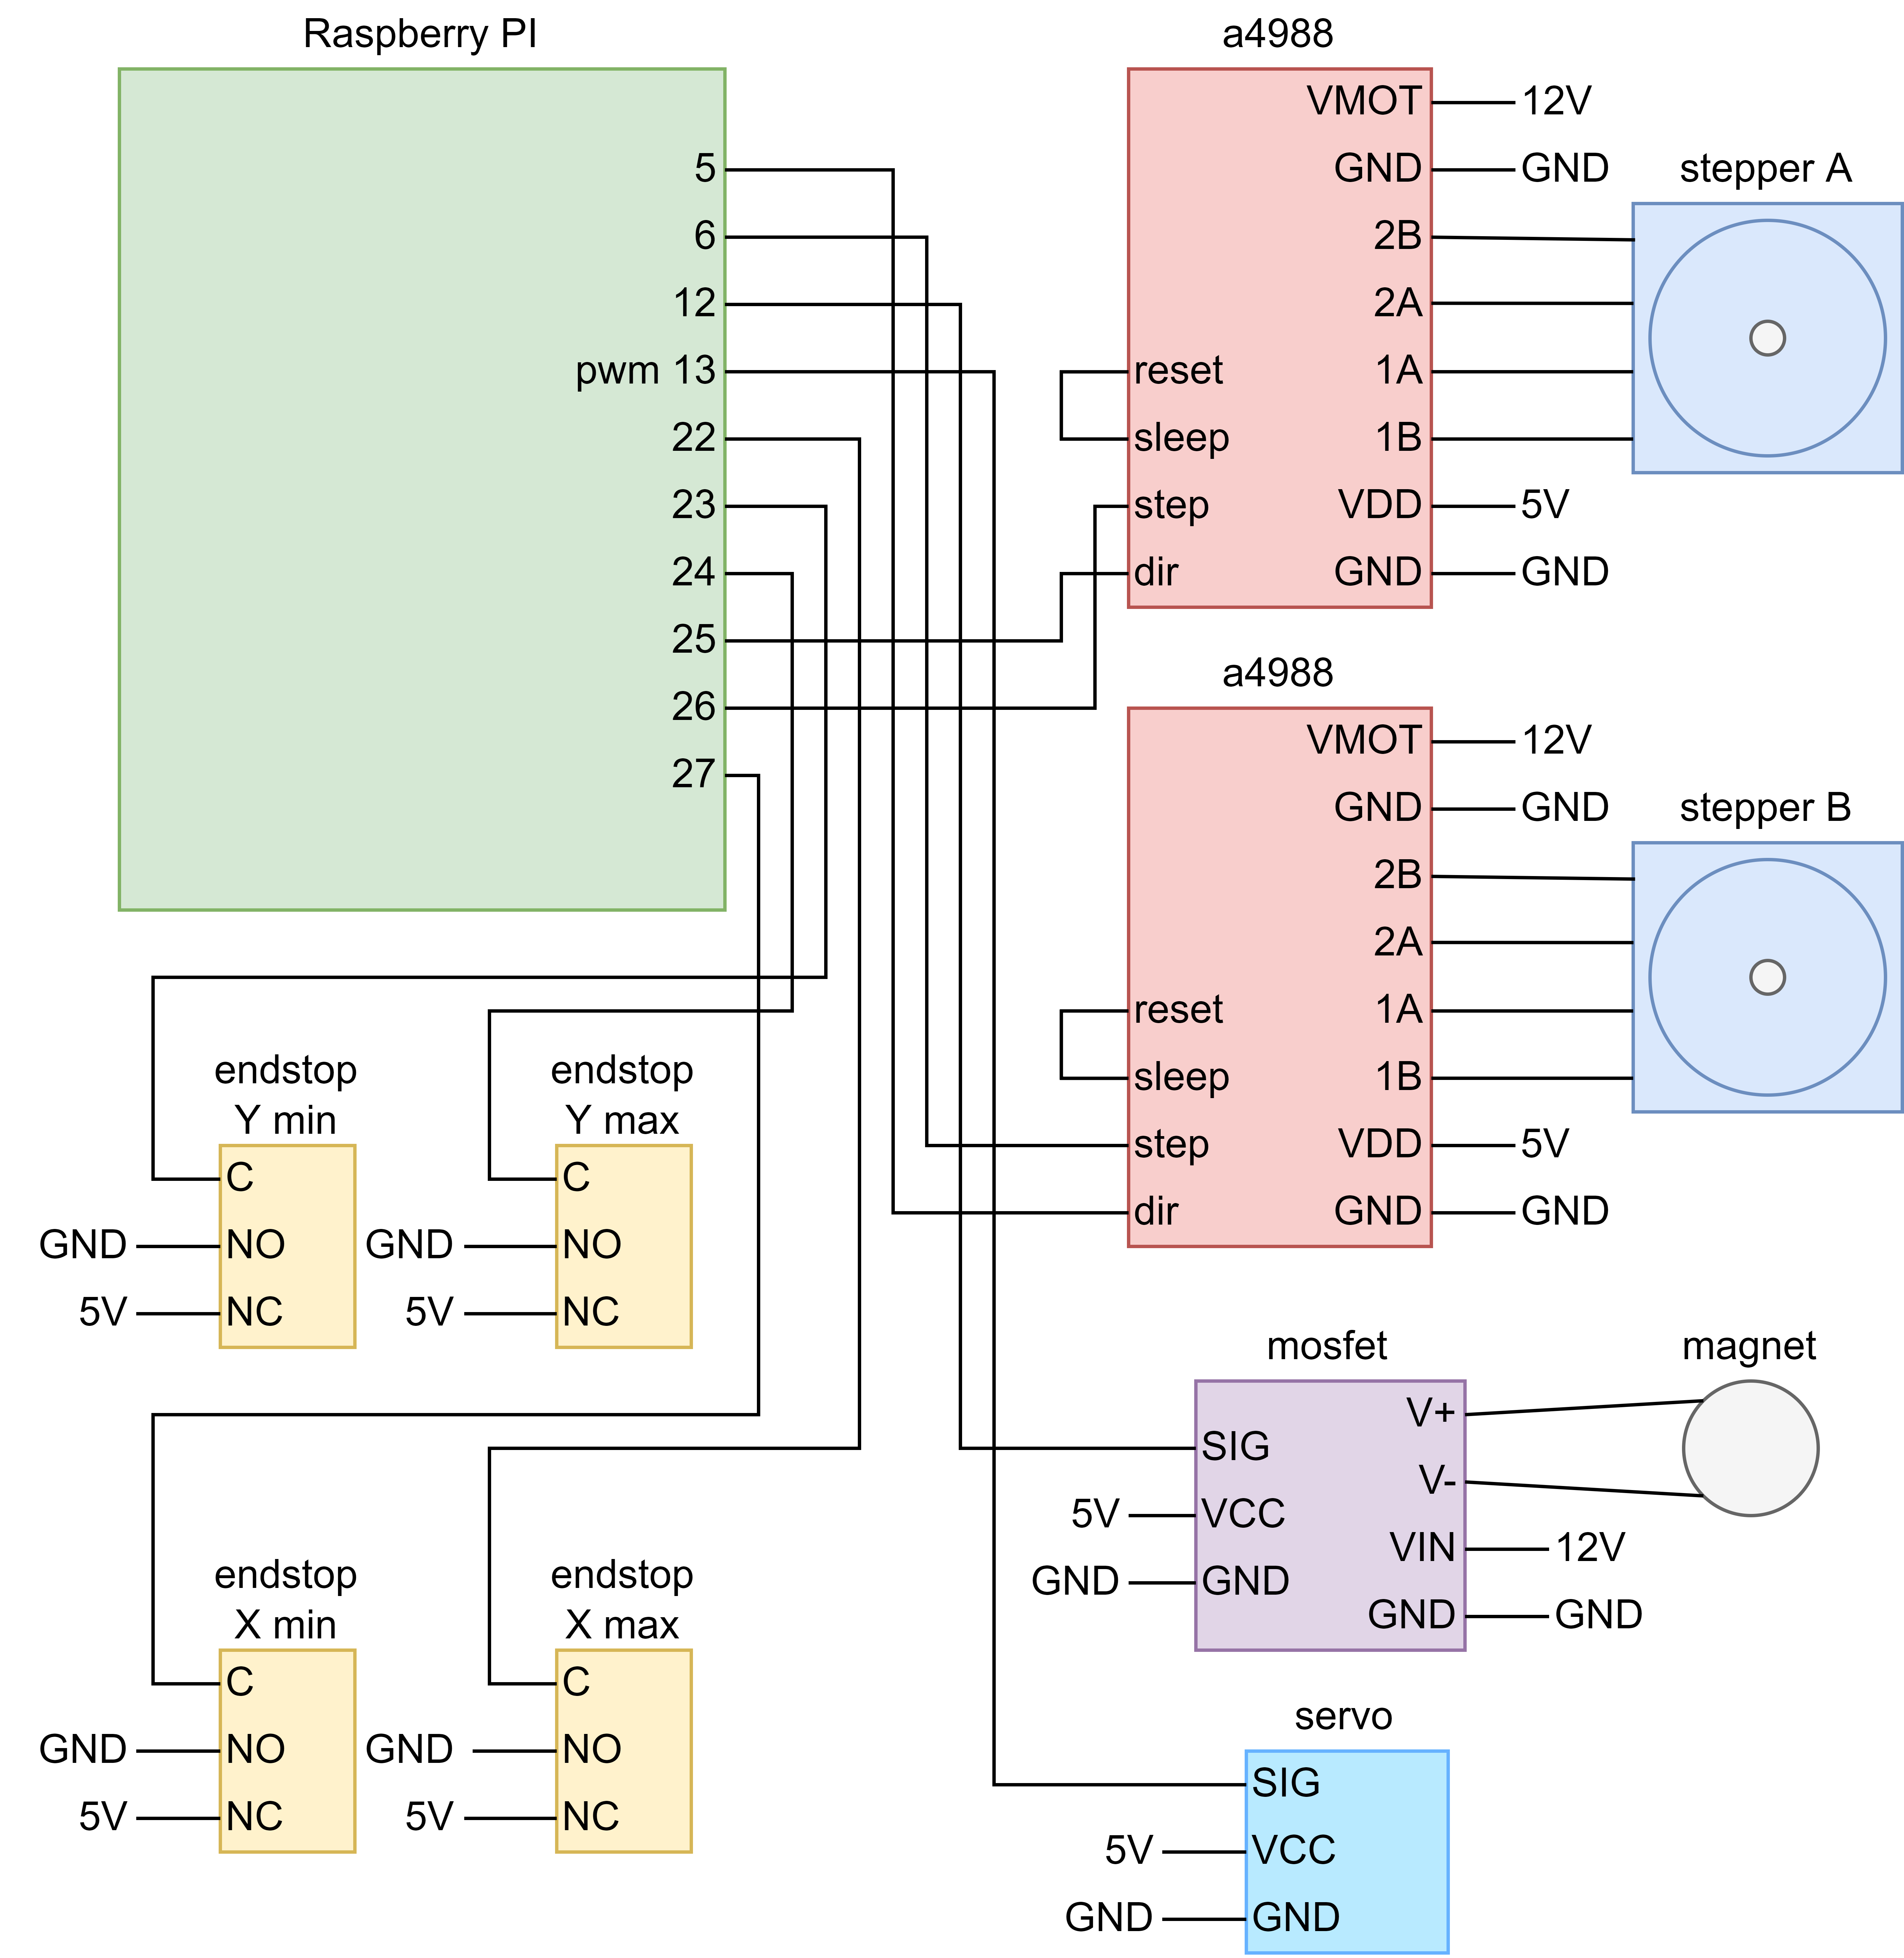 Raspberry PI
5
6
12
pwm 13
22
23
24
25
26
27
a4988
VMOT
12V
GND
GND
2B
2A
reset
1A
sleep
1B
step
VDD
5V
dir
GND
GND
stepper A
a4988
VMOT
12V
GND
GND
2B
2A
reset
1A
sleep
1B
step
VDD
5V
dir
GND
GND
stepper B
endstop
Y min
C
GND
NO
5V
NC
endstop
Y max
C
GND
NO
5V
NC
endstop
X min
C
GND
NO
5V
NC
endstop
X max
C
GND
NO
5V
NC
mosfet
V+
SIG
V-
5V
VCC
VIN
12V
GND
GND
GND
GND
magnet
servo
SIG
5V
VCC
GND
GND